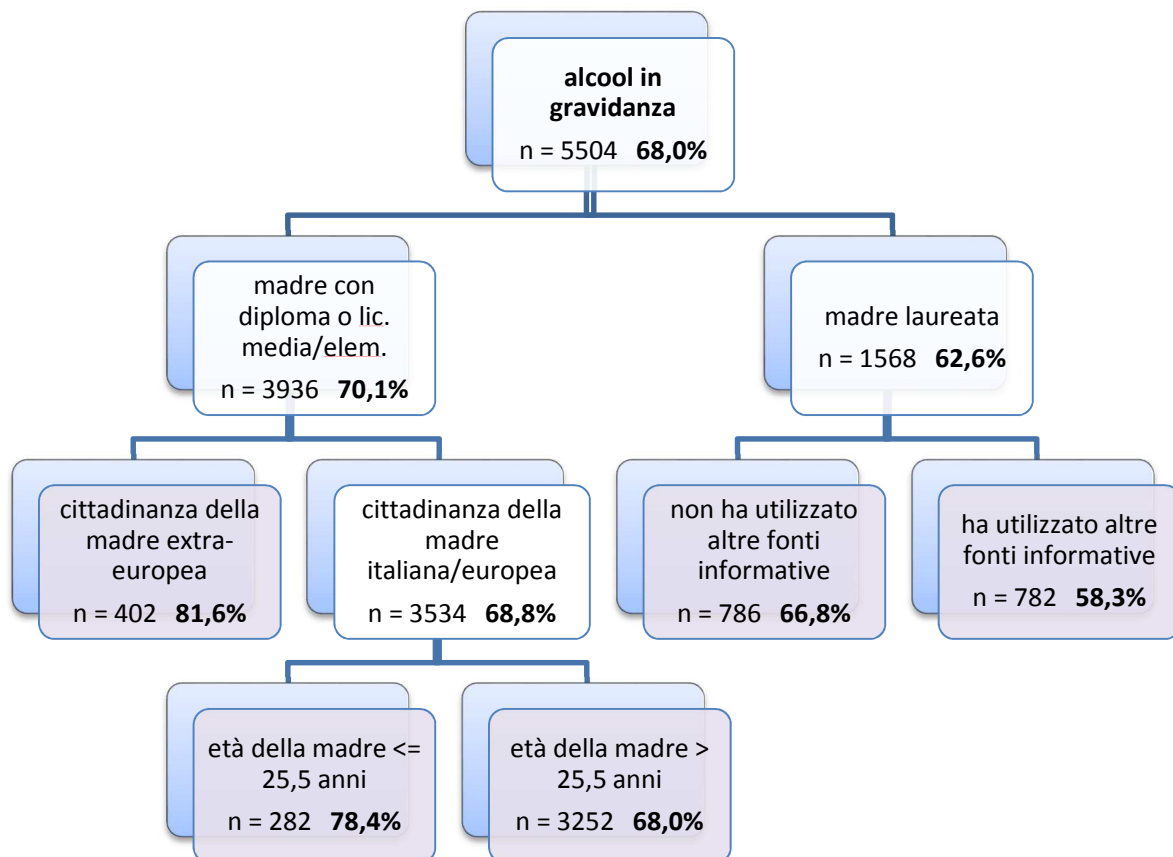 alcool in
gravidanza
n = 5504 68,0%
madre con
diploma o lic.
media/elem.
n = 3936 70,1%
madre laureata
n = 1568 62,6%
cittadinanza della
madre extra-
europea
n = 402 81,6%
cittadinanza della
madre
italiana/europea
n = 3534 68,8%
non ha utilizzato
altre fonti
informative
n = 786 66,8%
ha utilizzato altre
fonti informative
n = 782 58,3%
età della madre <=
25,5 anni
n = 282 78,4%
età della madre >
25,5 anni
n = 3252 68,0%